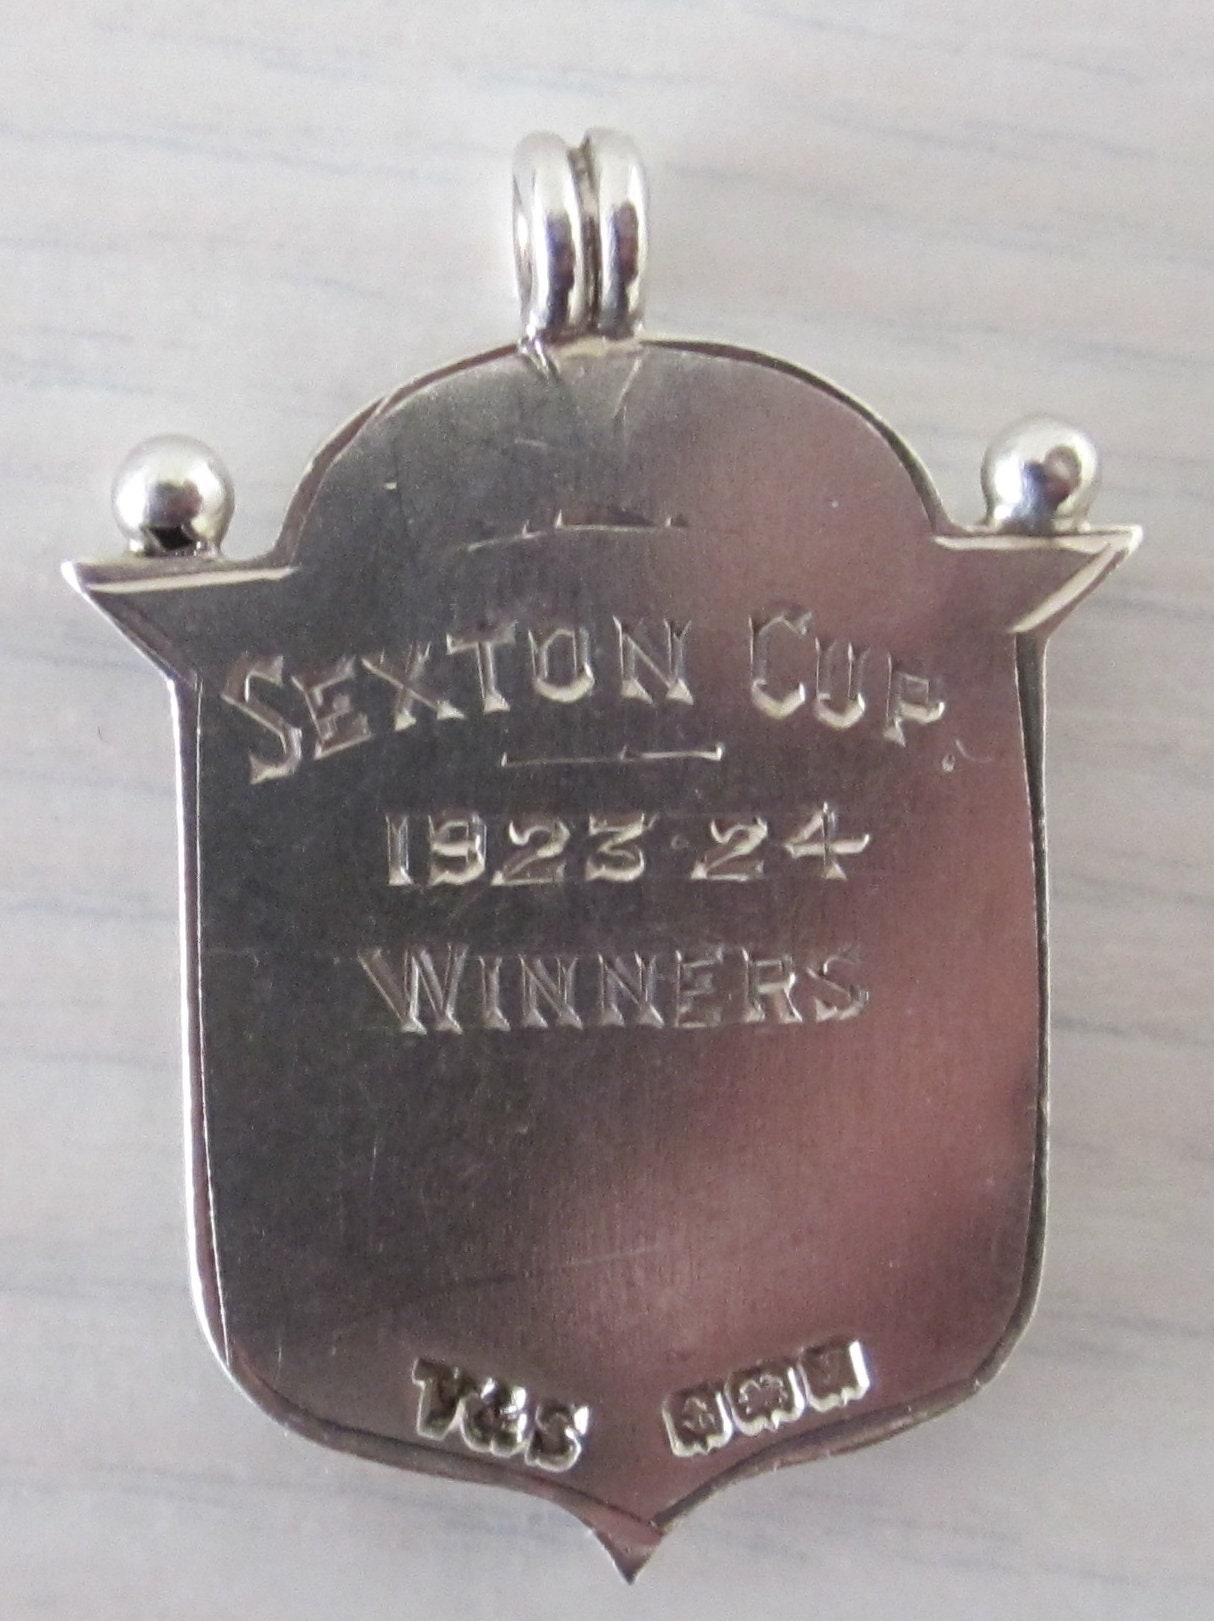 SEXTON CUP.
1923·24
WINNERS